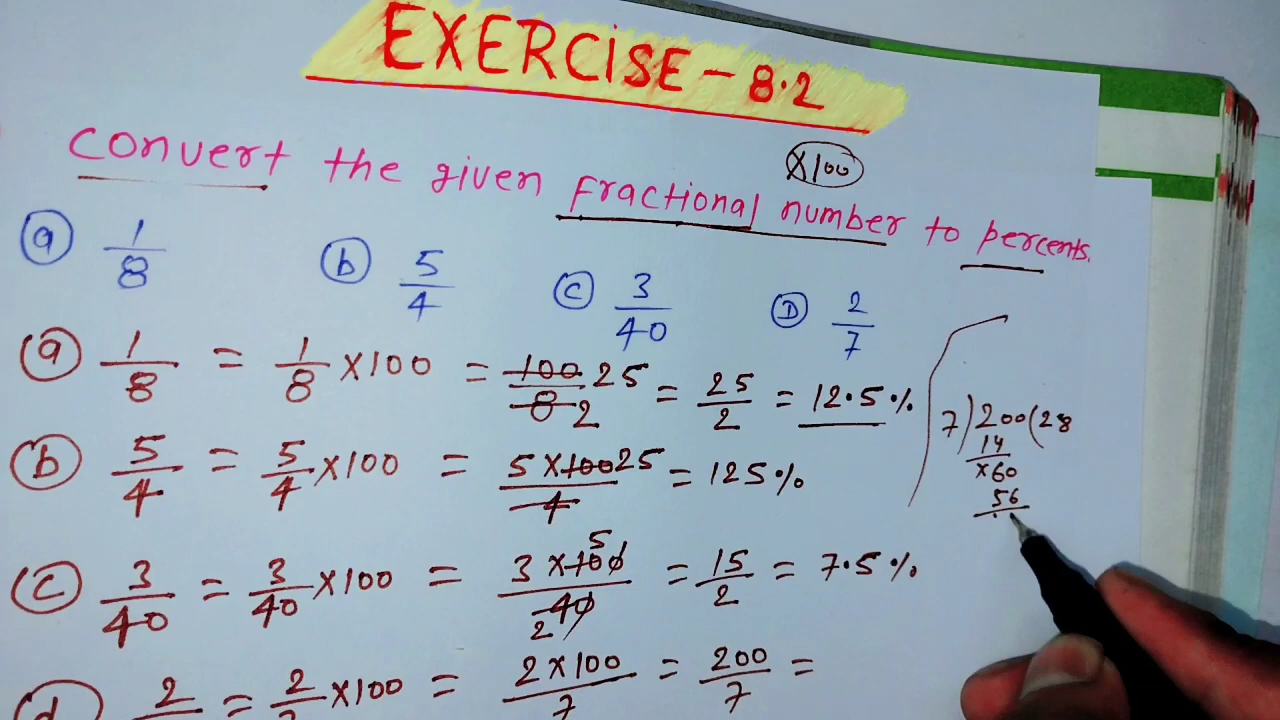 EXERCISE-8.2
×100
Convert the given fractional number to percents.
(a) 1/8 (b) 5/4 (c) 3/40 (D) 2/7
(a) 1/8 = 1/8 ×100 = 100/8 25 2 = 25/2 = 12.5%
(b) 5/4 = 5/4 ×100 = 5×100/4 25 = 125%
(c) 3/40 = 3/40 ×100 = 3×100/40 5 2 = 15/2 = 7.5%
(d) 2 = 2 ×100 = 2×100/7 = 200/7 =
7)200(28
14
×60
56